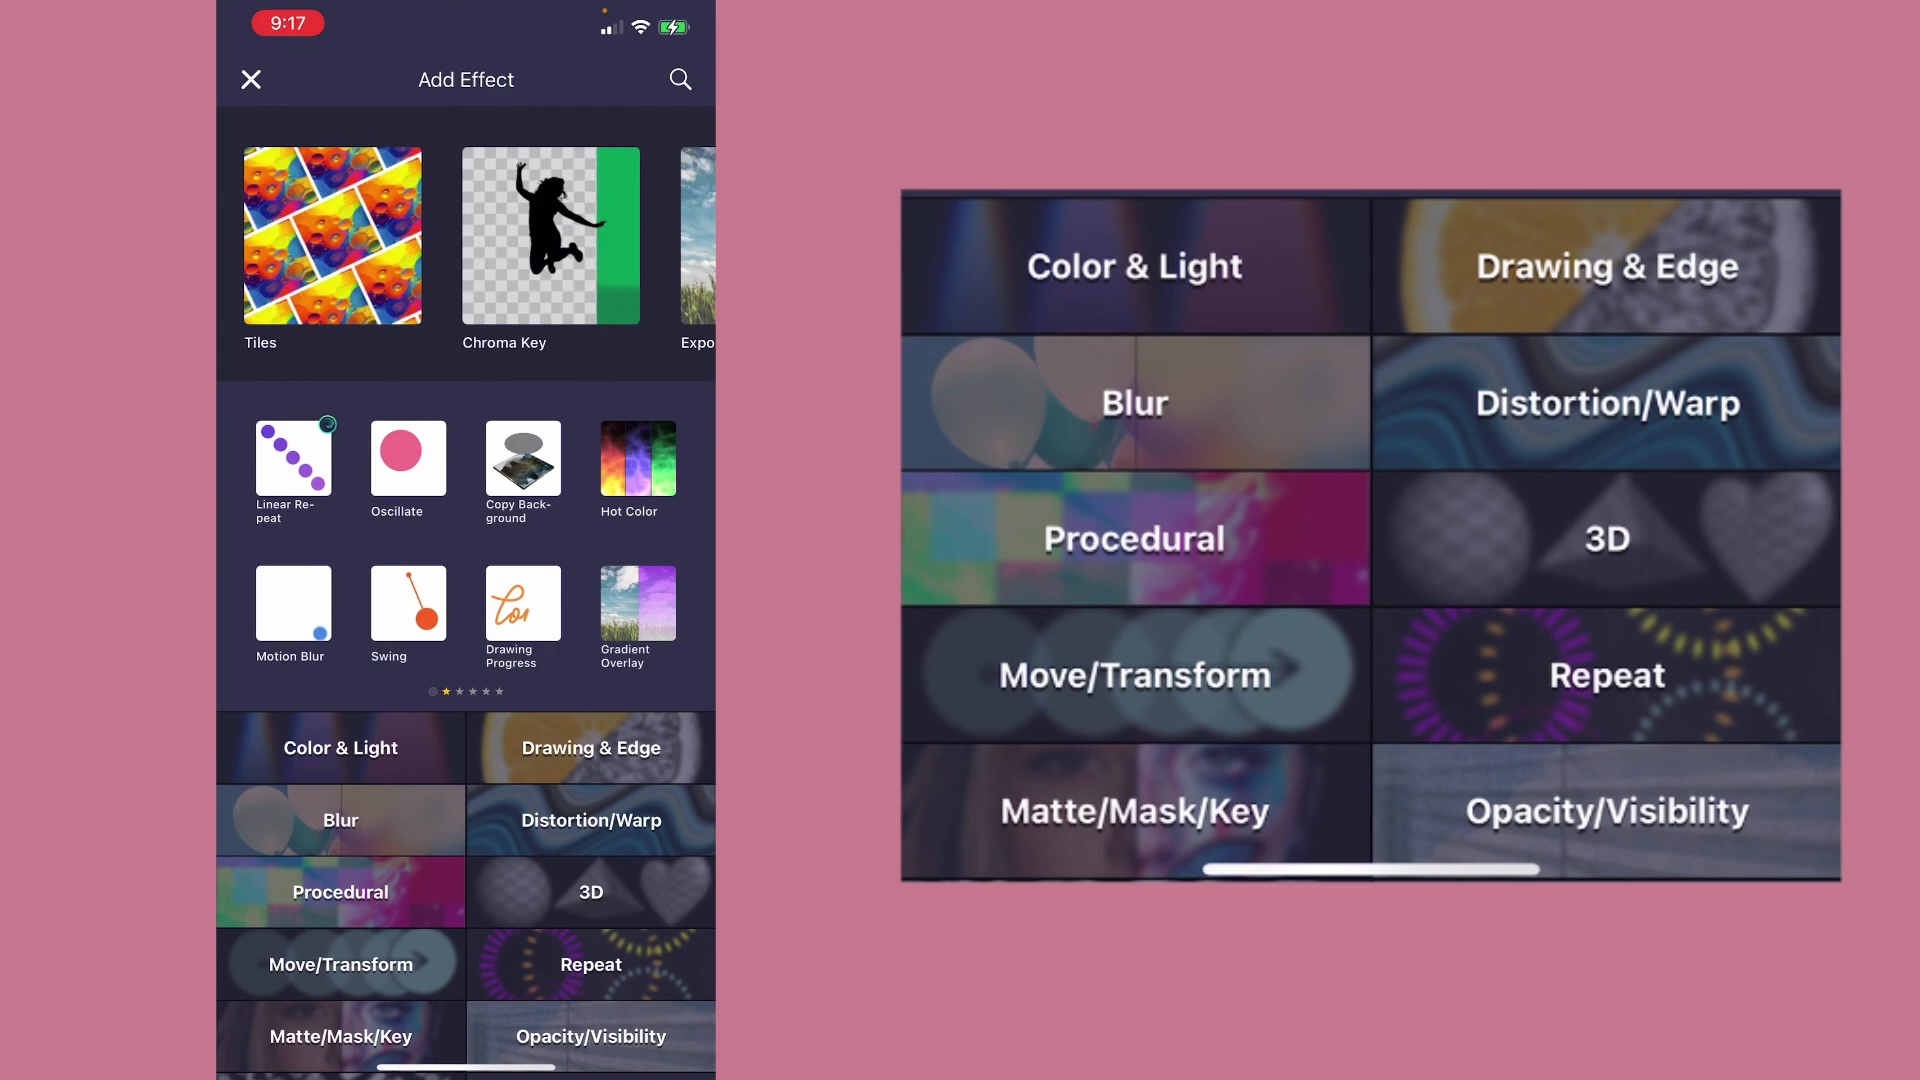 9:17
Add Effect
Tiles
Chroma Key
Expo
Linear Re-
peat
Oscillate
Copy Back-
ground
Hot Color
Motion Blur
Swing
Drawing
Progress
Gradient
Overlay
Color & Light
Drawing & Edge
Blur
Distortion/Warp
Procedural
3D
Move/Transform
Repeat
Matte/Mask/Key
Opacity/Visibility
Color & Light
Drawing & Edge
Blur
Distortion/Warp
Procedural
3D
Move/Transform
Repeat
Matte/Mask/Key
Opacity/Visibility